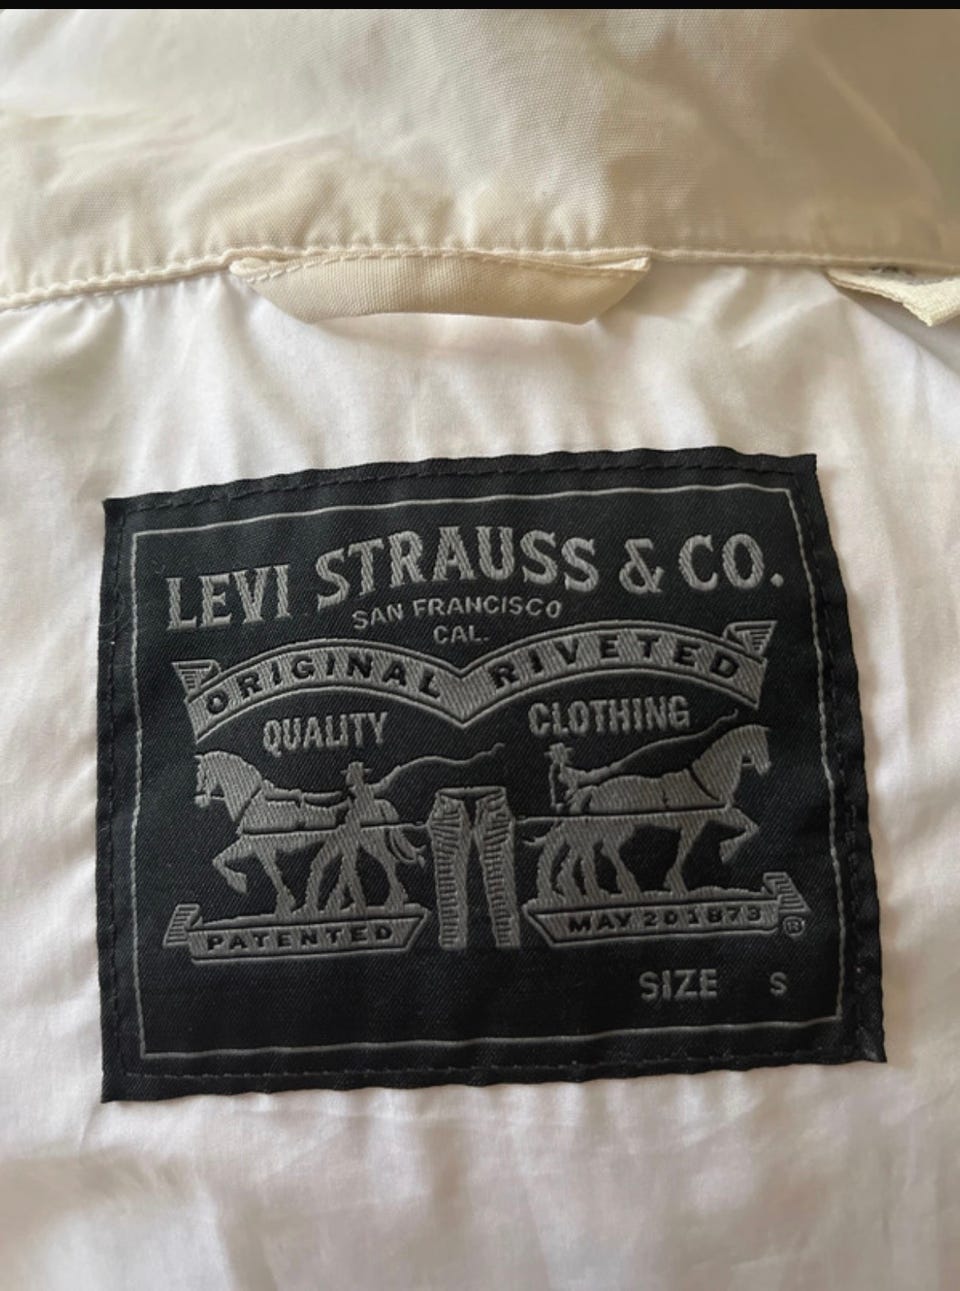 LEVI STRAUSS & CO.
SAN FRANCISCO
CAL.
ORIGINAL RIVETED
QUALITY CLOTHING
PATENTED MAY 20 1873 ®
SIZE S